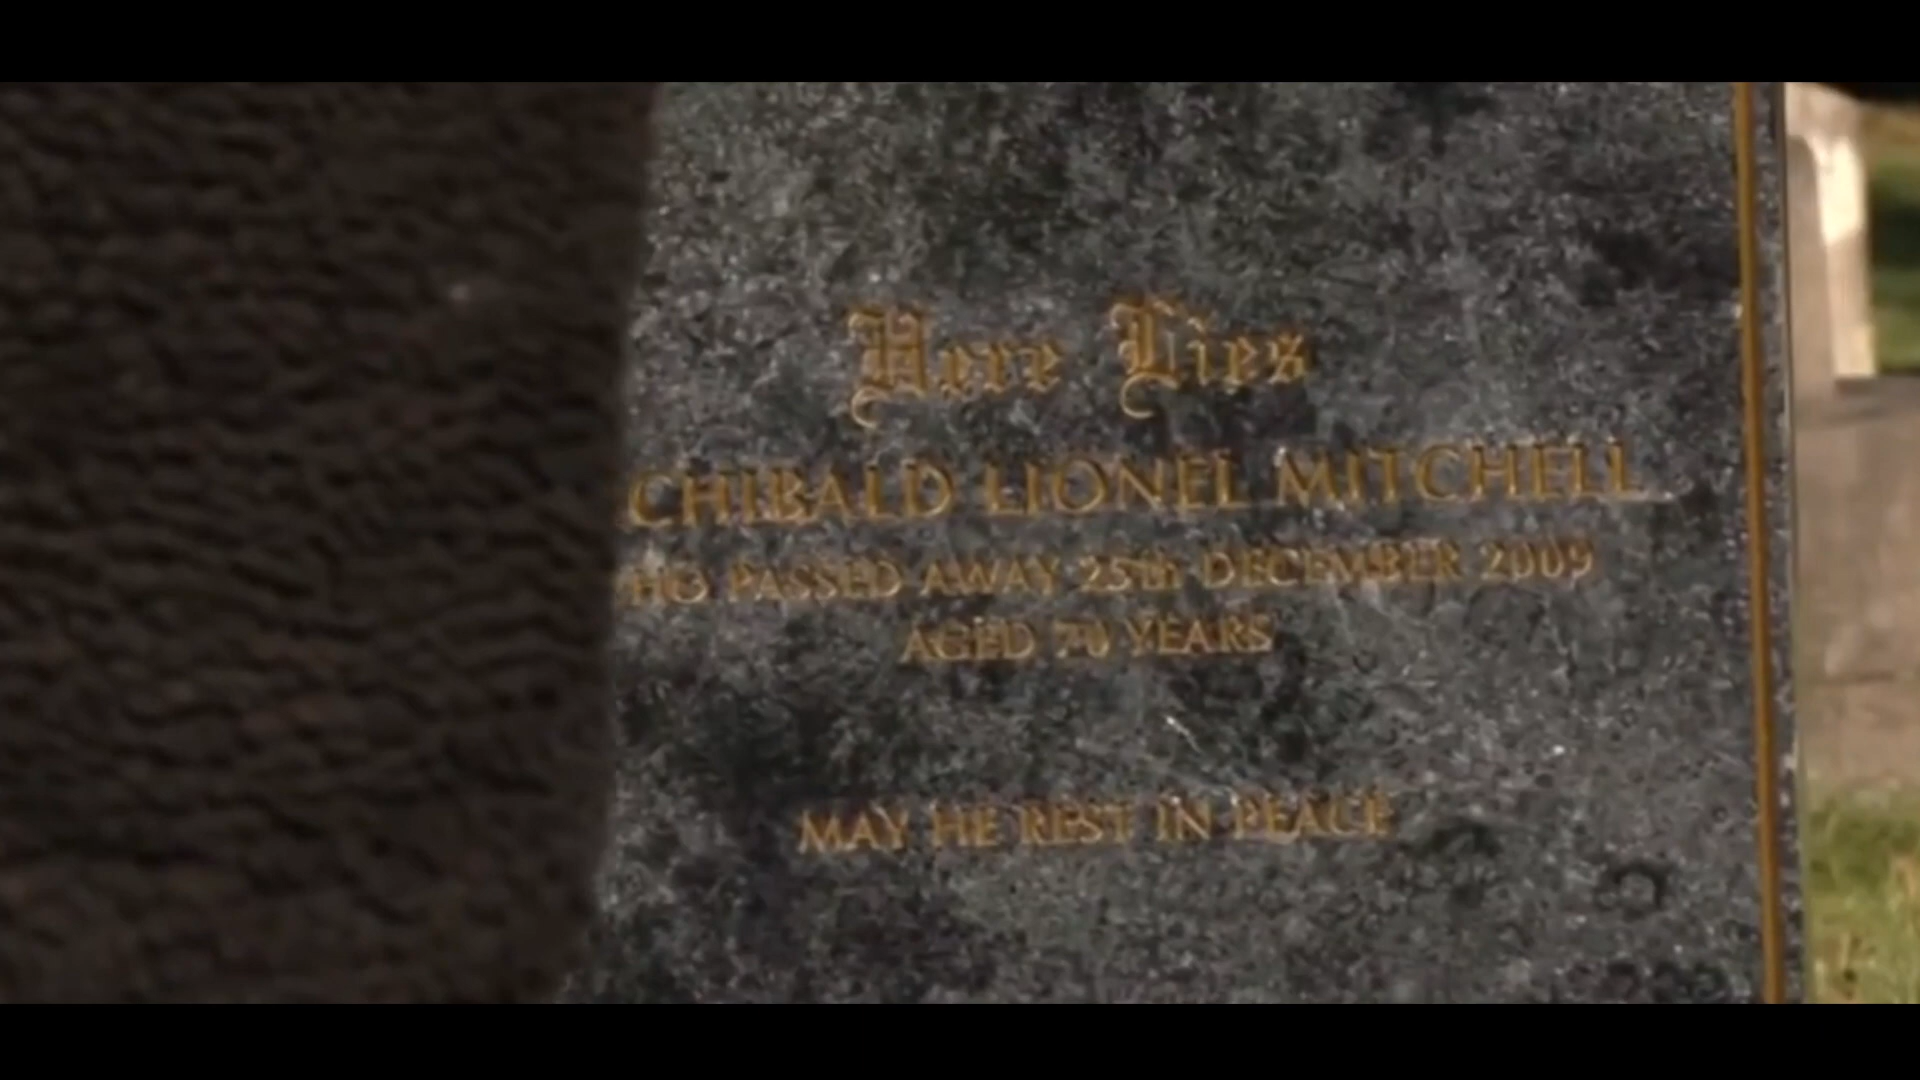 Here Lies
CHIBALD LIONEL MITCHELL
HO PASSED AWAY 25th DECEMBER 2009
AGED 70 YEARS
MAY HE REST IN PEACE